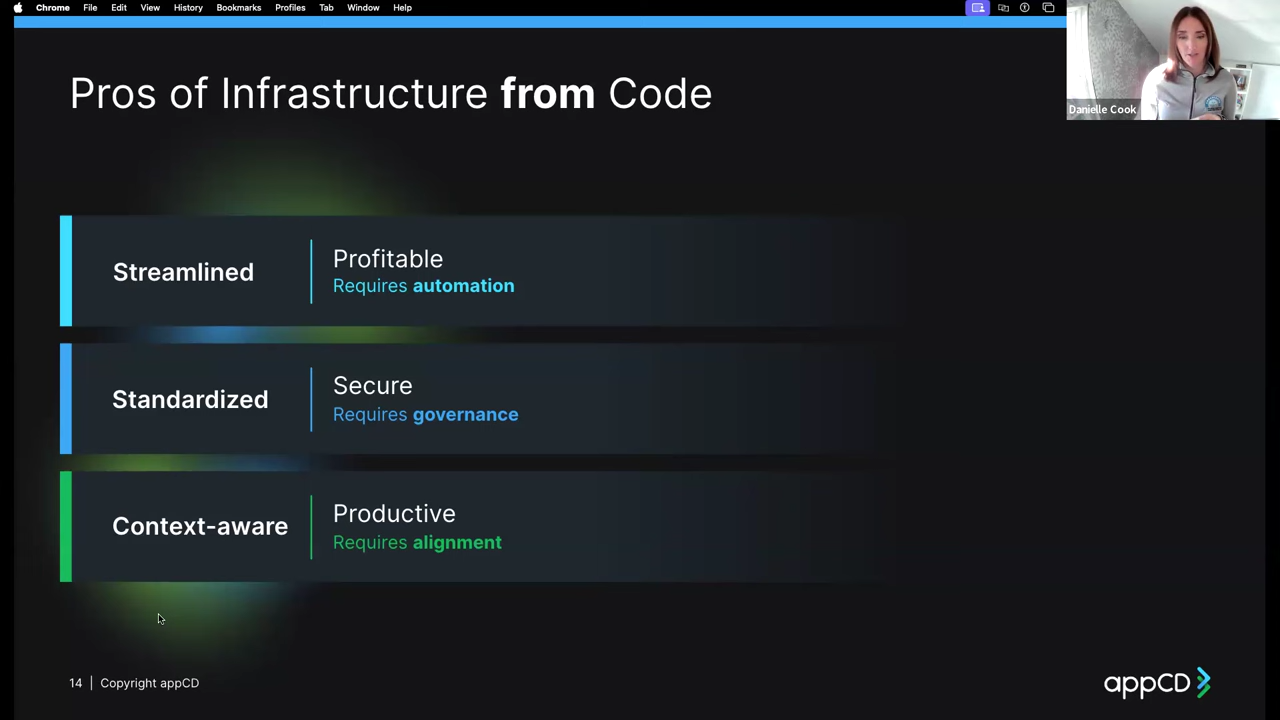 Chrome File Edit View History Bookmarks Profiles Tab Window Help
Pros of Infrastructure from Code
Danielle Cook
Streamlined
Profitable
Requires automation
Standardized
Secure
Requires governance
Context-aware
Productive
Requires alignment
14 | Copyright appCD
appCD